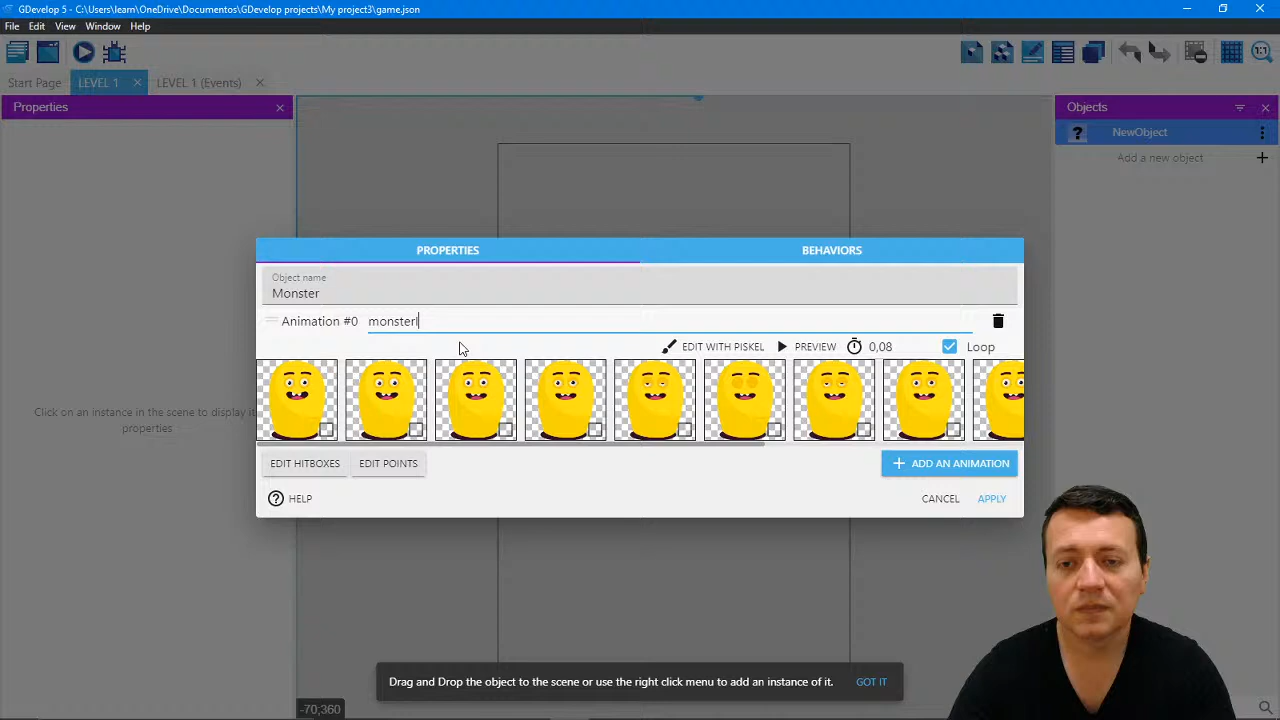 GDevelop 5 - C:\Users\learn\OneDrive\Documentos\GDevelop projects\My project3\game.json
File Edit View Window Help
1:1
Start Page LEVEL 1 × LEVEL 1 (Events) ×
Properties ×
Objects ×
? NewObject
Add a new object +
Click on an instance in the scene to display its
properties
PROPERTIES BEHAVIORS
Object name
Monster
Animation #0 monsterI
EDIT WITH PISKEL PREVIEW 0,08 Loop
EDIT HITBOXES EDIT POINTS + ADD AN ANIMATION
? HELP CANCEL APPLY
Drag and Drop the object to the scene or use the right click menu to add an instance of it. GOT IT
-70;360